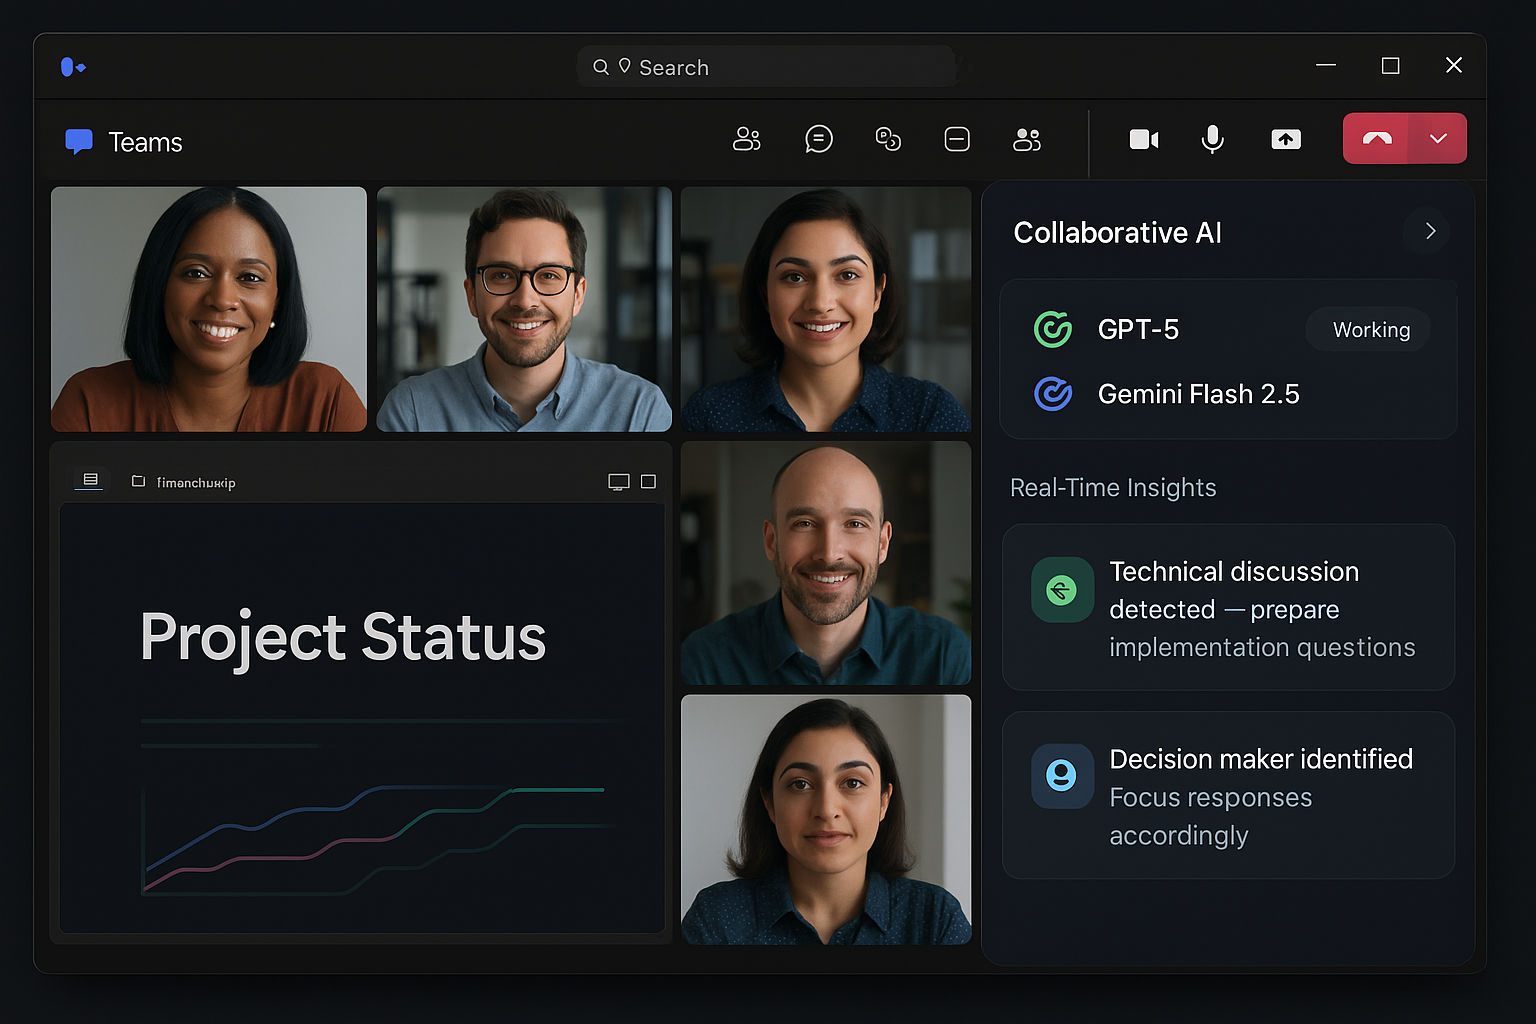 Search
Teams
Collaborative AI
GPT-5
Working
Gemini Flash 2.5
Real-Time Insights
Technical discussion
detected — prepare
implementation questions
Decision maker identified
Focus responses
accordingly
Project Status